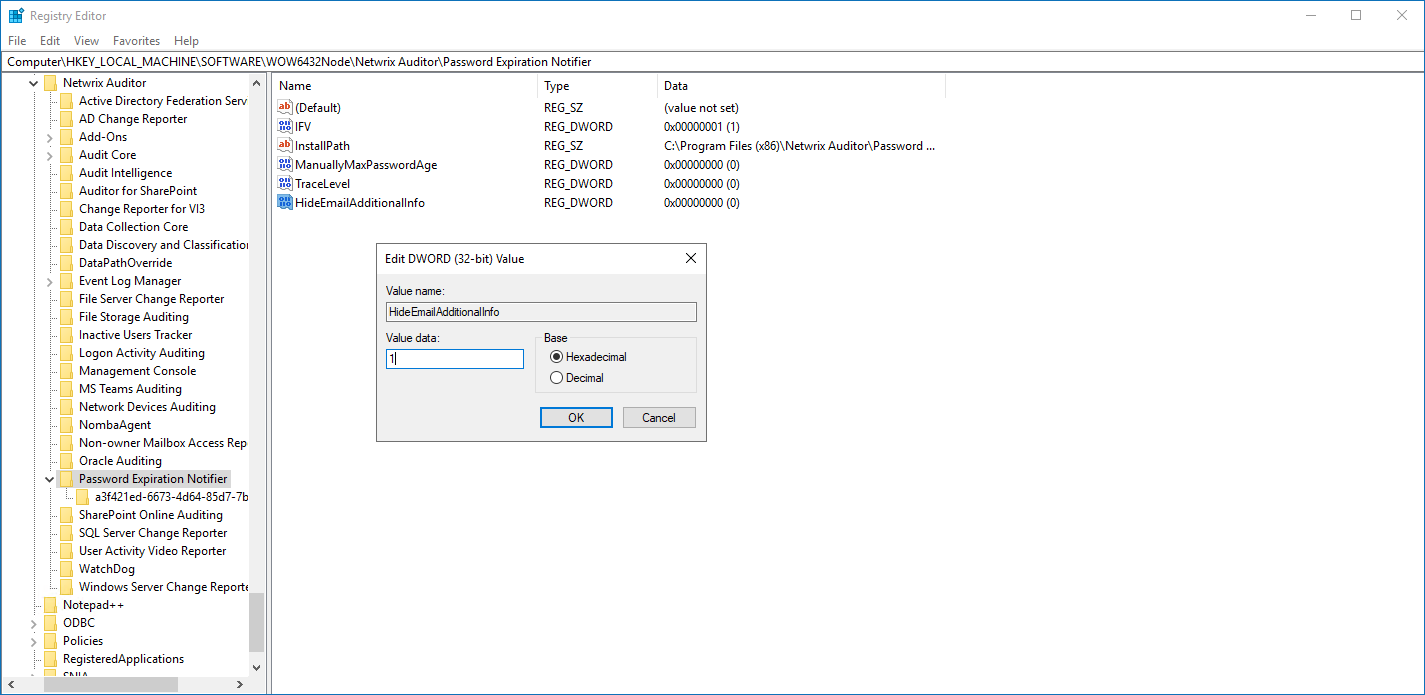 Registry Editor
File Edit View Favorites Help
Computer\HKEY_LOCAL_MACHINE\SOFTWARE\WOW6432Node\Netwrix Auditor\Password Expiration Notifier
Netwrix Auditor
Active Directory Federation Serv
AD Change Reporter
Add-Ons
Audit Core
Audit Intelligence
Auditor for SharePoint
Change Reporter for VI3
Data Collection Core
Data Discovery and Classification
DataPathOverride
Event Log Manager
File Server Change Reporter
File Storage Auditing
Inactive Users Tracker
Logon Activity Auditing
Management Console
MS Teams Auditing
Network Devices Auditing
NombaAgent
Non-owner Mailbox Access Rep
Oracle Auditing
Password Expiration Notifier
a3f421ed-6673-4d64-85d7-7b
SharePoint Online Auditing
SQL Server Change Reporter
User Activity Video Reporter
WatchDog
Windows Server Change Reporte
Notepad++
ODBC
Policies
RegisteredApplications
SNIA
Name Type Data
(Default) REG_SZ (value not set)
IFV REG_DWORD 0x00000001 (1)
InstallPath REG_SZ C:\Program Files (x86)\Netwrix Auditor\Password ...
ManuallyMaxPasswordAge REG_DWORD 0x00000000 (0)
TraceLevel REG_DWORD 0x00000000 (0)
HideEmailAdditionalInfo REG_DWORD 0x00000000 (0)
Edit DWORD (32-bit) Value
Value name:
HideEmailAdditionalInfo
Value data:
1
Base
Hexadecimal
Decimal
OK Cancel